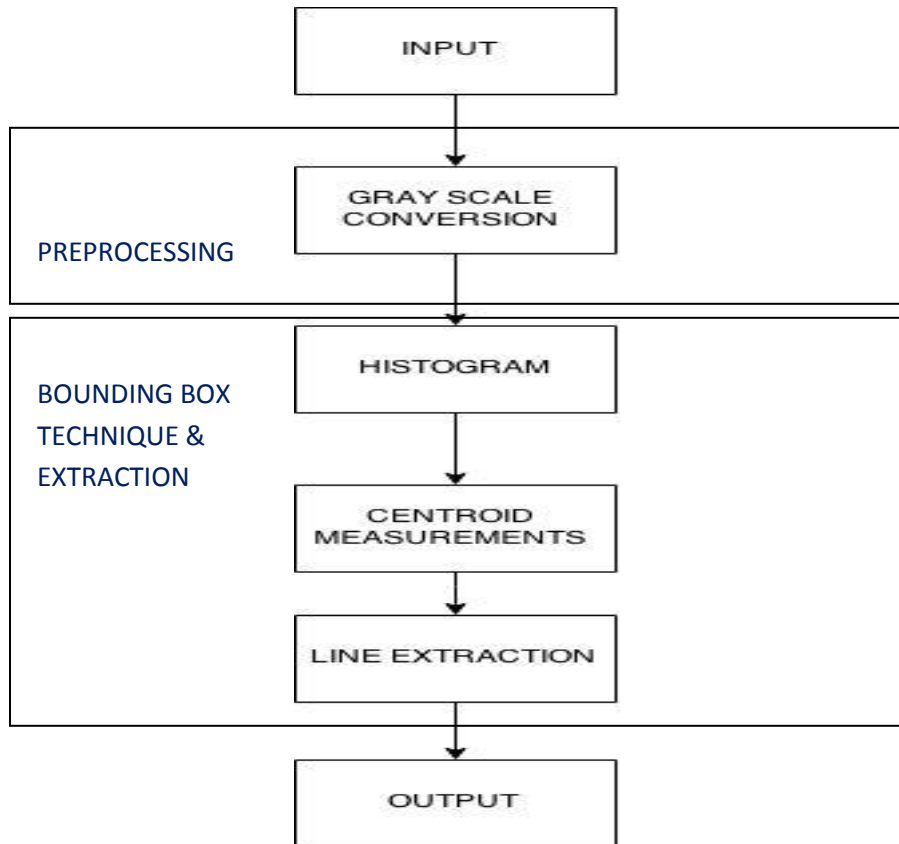 INPUT
GRAY SCALE
CONVERSION
PREPROCESSING
HISTOGRAM
BOUNDING BOX
TECHNIQUE &
EXTRACTION
CENTROID
MEASUREMENTS
LINE EXTRACTION
OUTPUT